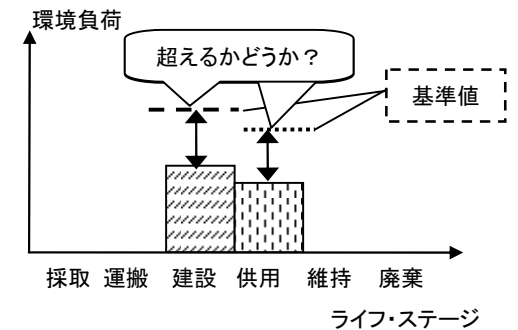 環境負荷
超えるかどうか？
基準値
採取 運搬 建設 供用 維持 廃棄
ライフ・ステージ